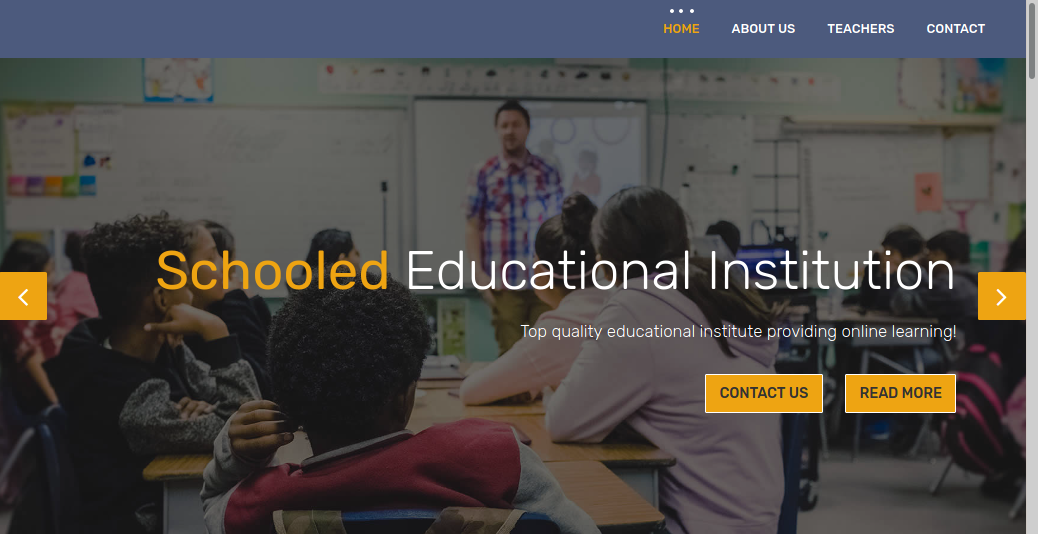 HOME ABOUT US TEACHERS CONTACT
Schooled Educational Institution
Top quality educational institute providing online learning!
CONTACT US READ MORE